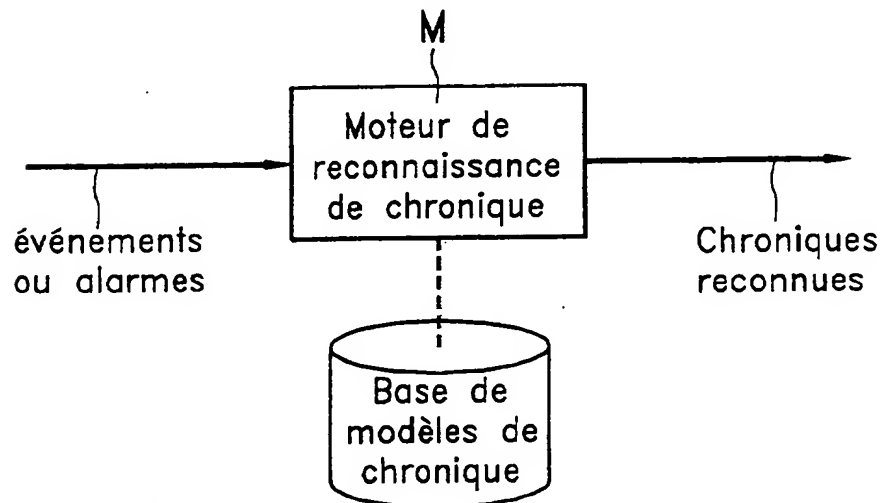 M
Moteur de
reconnaissance
de chronique
événements
ou alarmes
Chroniques
reconnues
Base de
modèles de
chronique